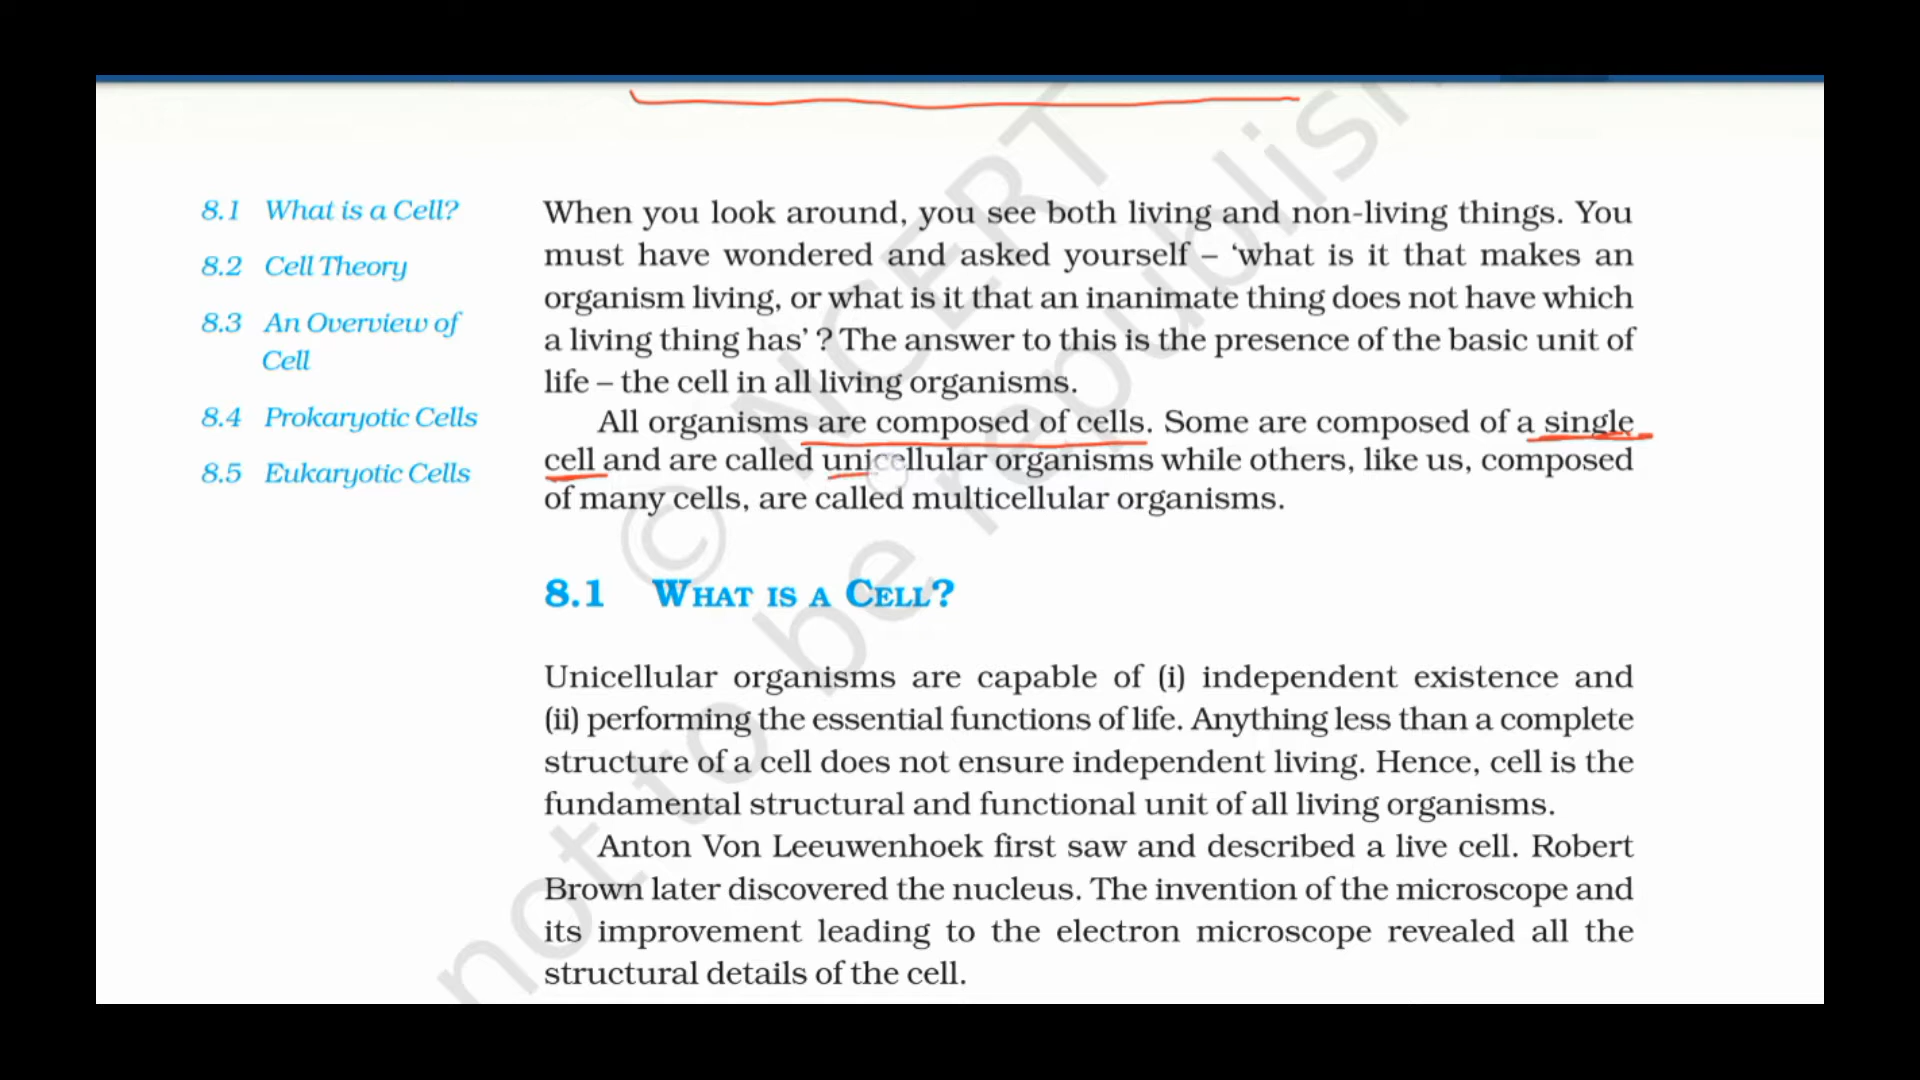 8.1 What is a Cell?
8.2 Cell Theory
8.3 An Overview of
Cell
8.4 Prokaryotic Cells
8.5 Eukaryotic Cells
When you look around, you see both living and non-living things. You
must have wondered and asked yourself – ‘what is it that makes an
organism living, or what is it that an inanimate thing does not have which
a living thing has’ ? The answer to this is the presence of the basic unit of
life – the cell in all living organisms.
All organisms are composed of cells. Some are composed of a single
cell and are called unicellular organisms while others, like us, composed
of many cells, are called multicellular organisms.
8.1 What is a Cell?
Unicellular organisms are capable of (i) independent existence and
(ii) performing the essential functions of life. Anything less than a complete
structure of a cell does not ensure independent living. Hence, cell is the
fundamental structural and functional unit of all living organisms.
Anton Von Leeuwenhoek first saw and described a live cell. Robert
Brown later discovered the nucleus. The invention of the microscope and
its improvement leading to the electron microscope revealed all the
structural details of the cell.
© NCERT
not to be republish